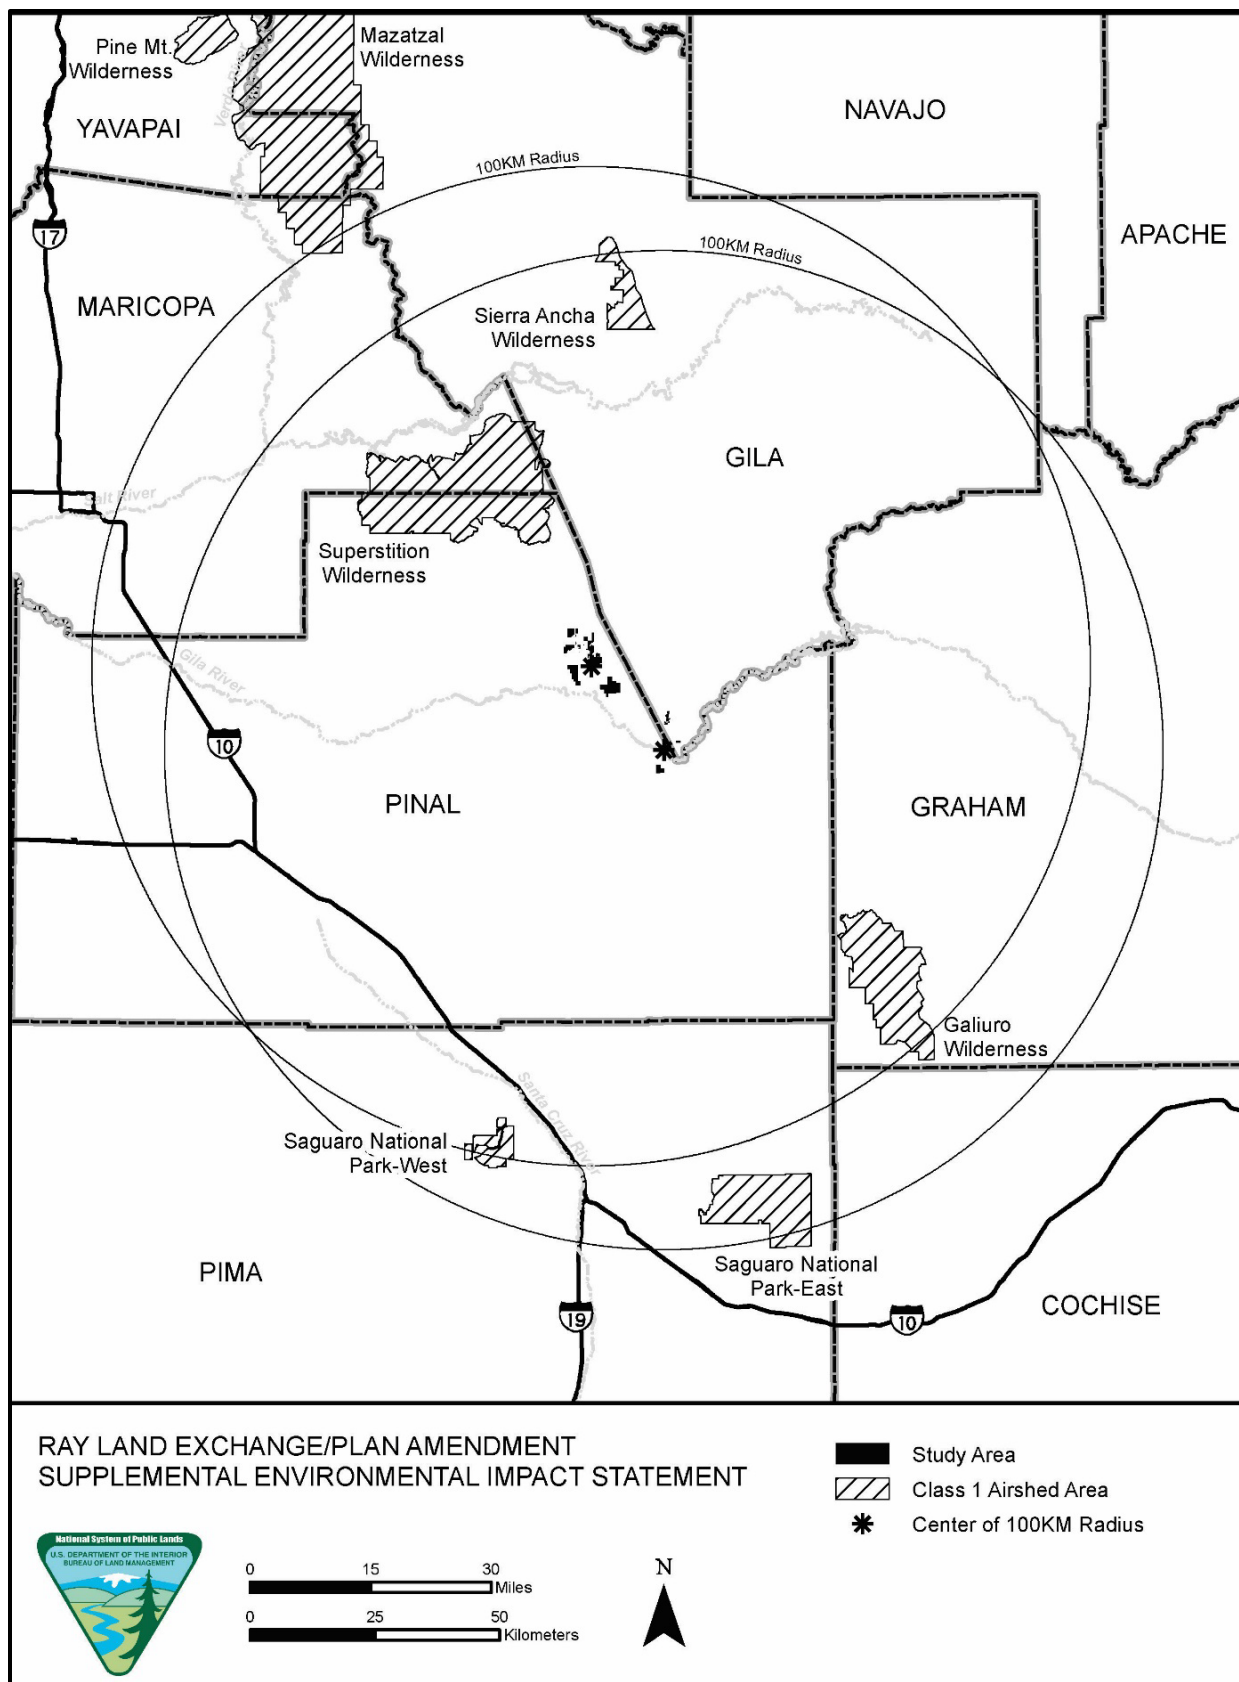 Pine Mt.
Wilderness
Mazatzal
Wilderness
Verde River
YAVAPAI
NAVAJO
100KM Radius
17
APACHE
100KM Radius
MARICOPA
Sierra Ancha
Wilderness
GILA
Salt River
Superstition
Wilderness
Gila River
10
PINAL
GRAHAM
Galiuro
Wilderness
Santa Cruz River
Saguaro National
Park-West
Saguaro National
Park-East
PIMA
19
10
COCHISE
RAY LAND EXCHANGE/PLAN AMENDMENT
SUPPLEMENTAL ENVIRONMENTAL IMPACT STATEMENT
Study Area
Class 1 Airshed Area
Center of 100KM Radius
National System of Public Lands
U.S. DEPARTMENT OF THE INTERIOR
BUREAU OF LAND MANAGEMENT
0 15 30
Miles
0 25 50
Kilometers
N